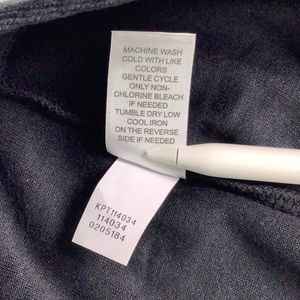 MACHINE WASH
COLD WITH LIKE
COLORS
GENTLE CYCLE
ONLY NON-
CHLORINE BLEACH
IF NEEDED
TUMBLE DRY LOW
COOL IRON
ON THE REVERSE
SIDE IF NEEDED
KPT114034
114034
0205184